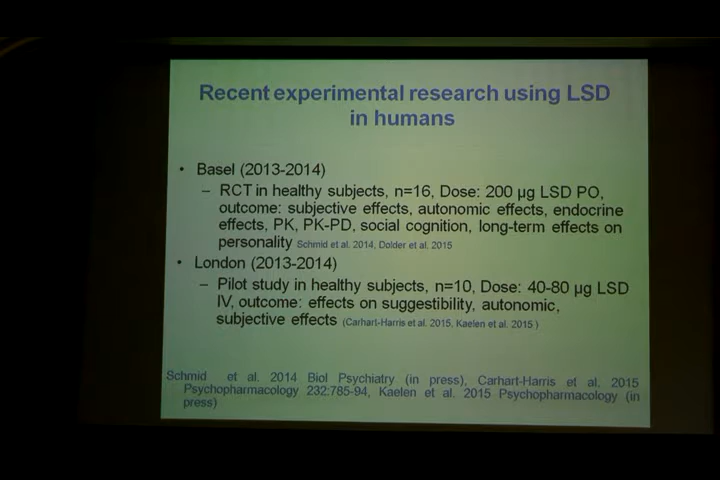 Recent experimental research using LSD
in humans
• Basel (2013-2014)
– RCT in healthy subjects, n=16, Dose: 200 µg LSD PO,
outcome: subjective effects, autonomic effects, endocrine
effects, PK, PK-PD, social cognition, long-term effects on
personality Schmid et al. 2014, Dolder et al. 2015
• London (2013-2014)
– Pilot study in healthy subjects, n=10, Dose: 40-80 µg LSD
IV, outcome: effects on suggestibility, autonomic,
subjective effects (Carhart-Harris et al. 2015, Kaelen et al. 2015 )
Schmid et al. 2014 Biol Psychiatry (in press), Carhart-Harris et al. 2015
Psychopharmacology 232:785-94, Kaelen et al. 2015 Psychopharmacology (in
press)